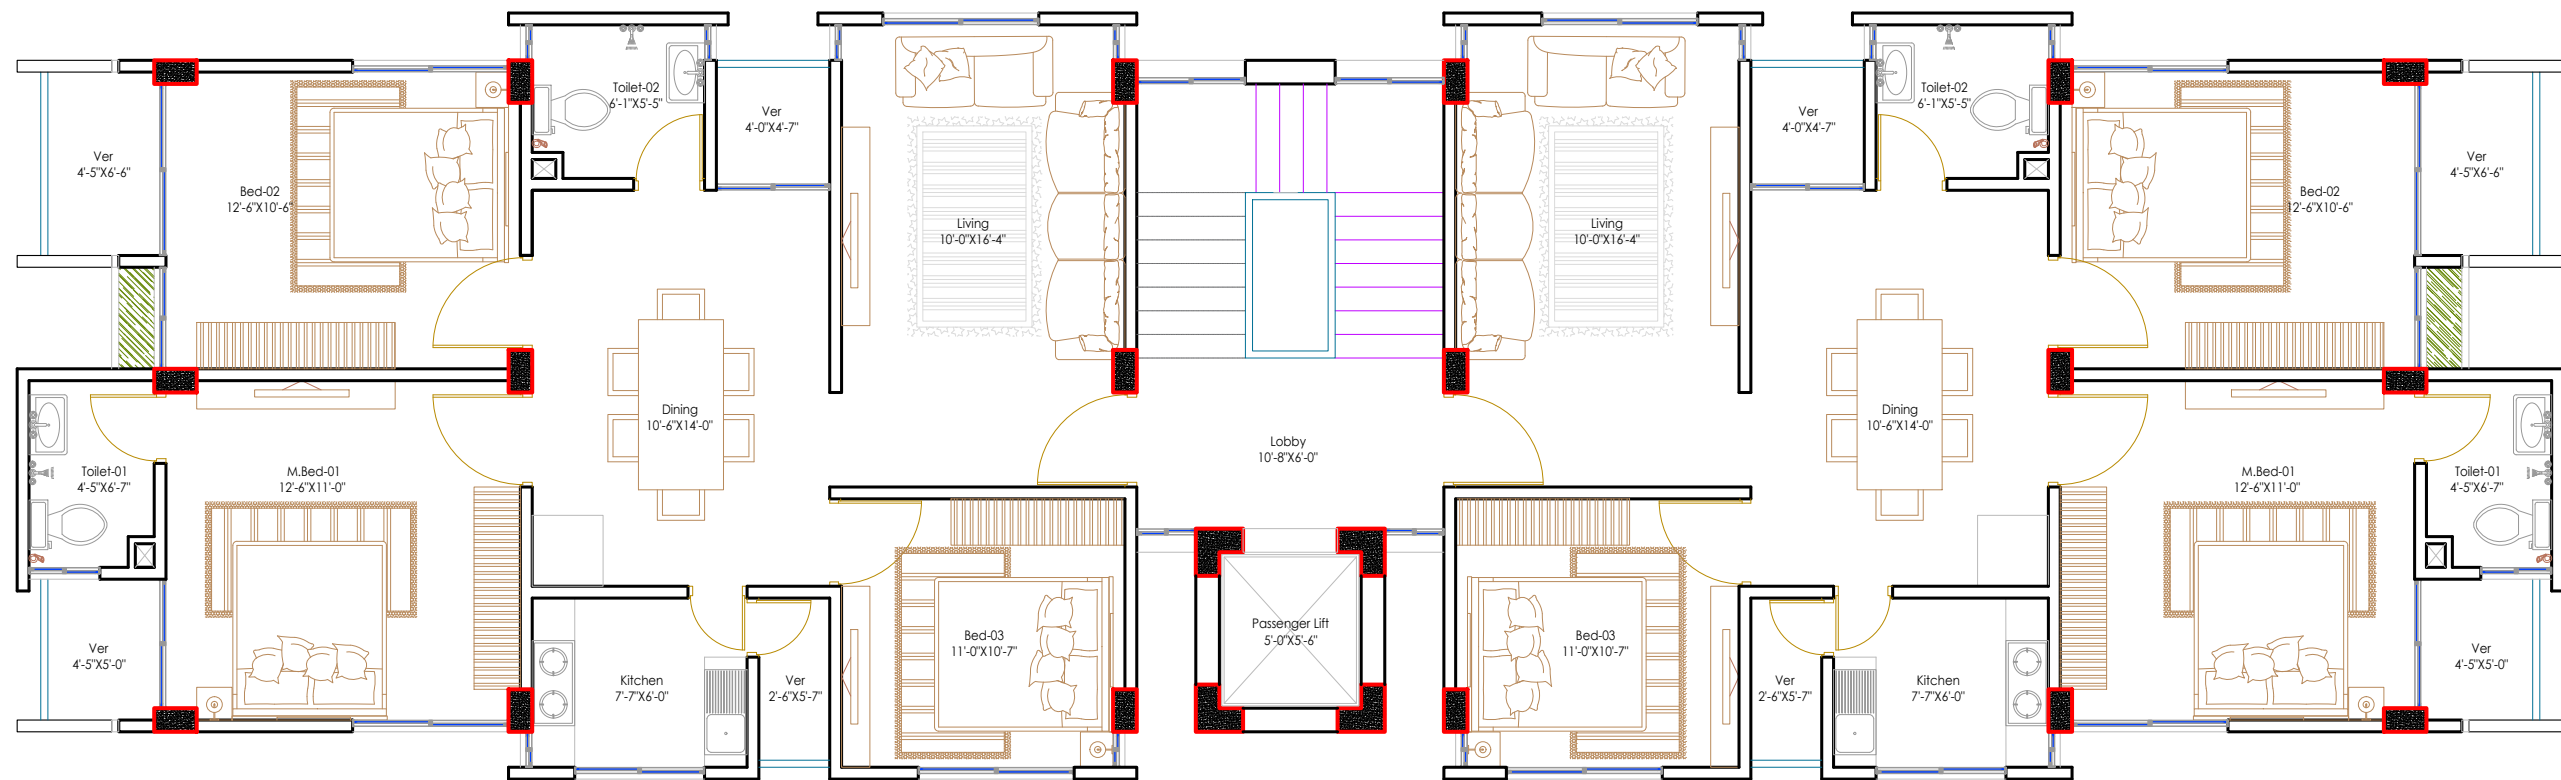 Toilet-02
6'-1"X5'-5"
Ver
4'-0"X4'-7"
Ver
4'-5"X6'-6"
Bed-02
12'-6"X10'-6"
Living
10'-0"X16'-4"
Living
10'-0"X16'-4"
Ver
4'-0"X4'-7"
Toilet-02
6'-1"X5'-5"
Bed-02
12'-6"X10'-6"
Ver
4'-5"X6'-6"
Dining
10'-6"X14'-0"
Lobby
10'-8"X6'-0"
Dining
10'-6"X14'-0"
Toilet-01
4'-5"X6'-7"
M.Bed-01
12'-6"X11'-0"
M.Bed-01
12'-6"X11'-0"
Toilet-01
4'-5"X6'-7"
Ver
4'-5"X5'-0"
Kitchen
7'-7"X6'-0"
Ver
2'-6"X5'-7"
Bed-03
11'-0"X10'-7"
Passenger Lift
5'-0"X5'-6"
Bed-03
11'-0"X10'-7"
Ver
2'-6"X5'-7"
Kitchen
7'-7"X6'-0"
Ver
4'-5"X5'-0"